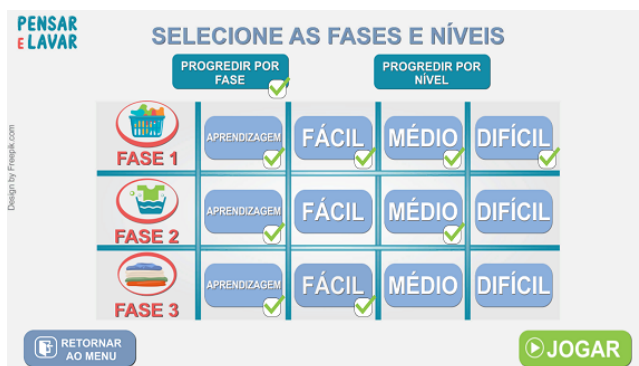 PENSAR
E LAVAR
SELECIONE AS FASES E NÍVEIS
PROGREDIR POR
FASE
PROGREDIR POR
NÍVEL
FASE 1
APRENDIZAGEM
FÁCIL
MÉDIO
DIFÍCIL
FASE 2
APRENDIZAGEM
FÁCIL
MÉDIO
DIFÍCIL
FASE 3
APRENDIZAGEM
FÁCIL
MÉDIO
DIFÍCIL
Design by Freepik.com
RETORNAR
AO MENU
JOGAR